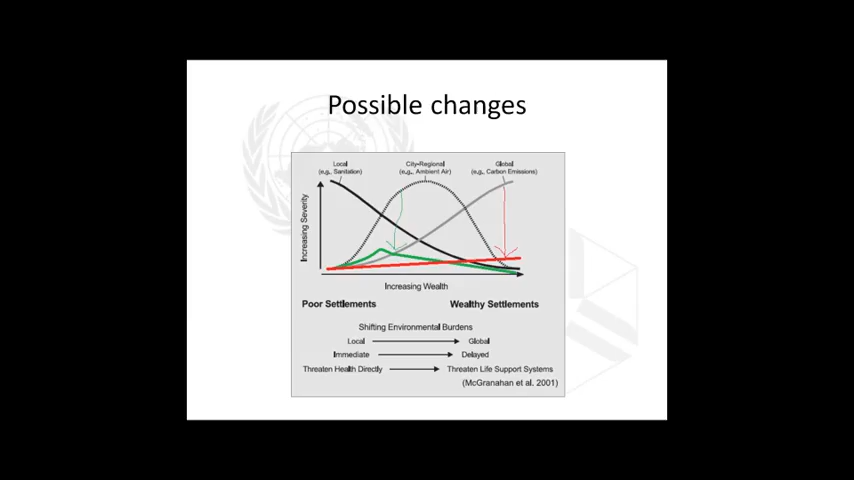 Possible changes
Local
(e.g., Sanitation)
City-Regional
(e.g., Ambient Air)
Global
(e.g., Carbon Emissions)
Increasing Severity
Increasing Wealth
Poor Settlements
Wealthy Settlements
Shifting Environmental Burdens
Local
Global
Immediate
Delayed
Threaten Health Directly
Threaten Life Support Systems
(McGranahan et al. 2001)